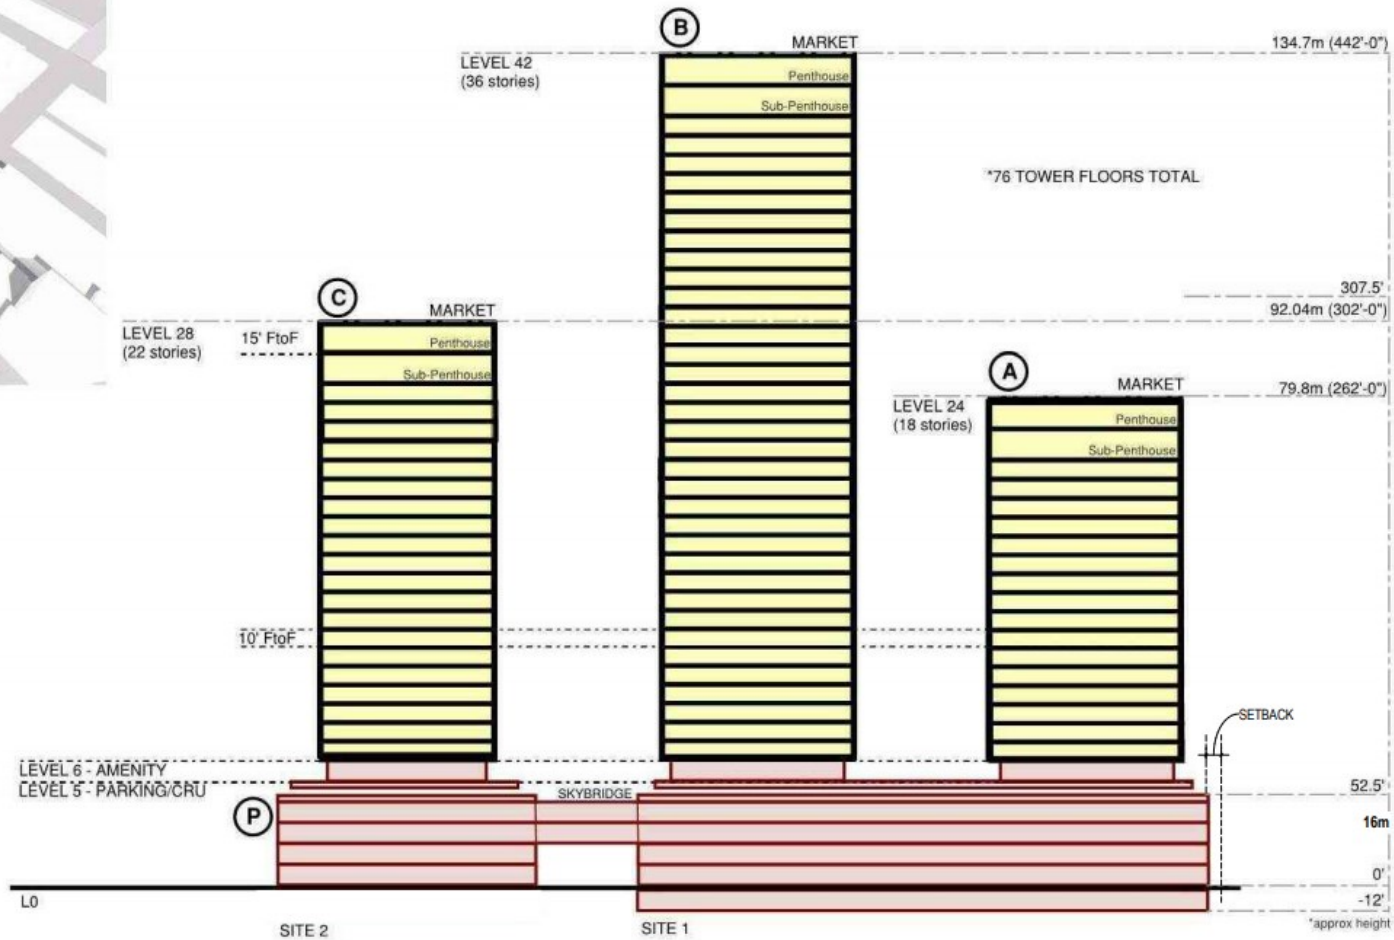 B
MARKET
134.7m (442'-0")
LEVEL 42
(36 stories)
Penthouse
Sub-Penthouse
*76 TOWER FLOORS TOTAL
307.5'
C
MARKET
92.04m (302'-0")
LEVEL 28
(22 stories)
15' FtoF
Penthouse
Sub-Penthouse
A
MARKET
79.8m (262'-0")
LEVEL 24
(18 stories)
Penthouse
Sub-Penthouse
10' FtoF
SETBACK
LEVEL 6 - AMENITY
LEVEL 5 - PARKING/CRU
SKYBRIDGE
52.5'
P
16m
0'
L0
-12'
SITE 2
SITE 1
*approx height